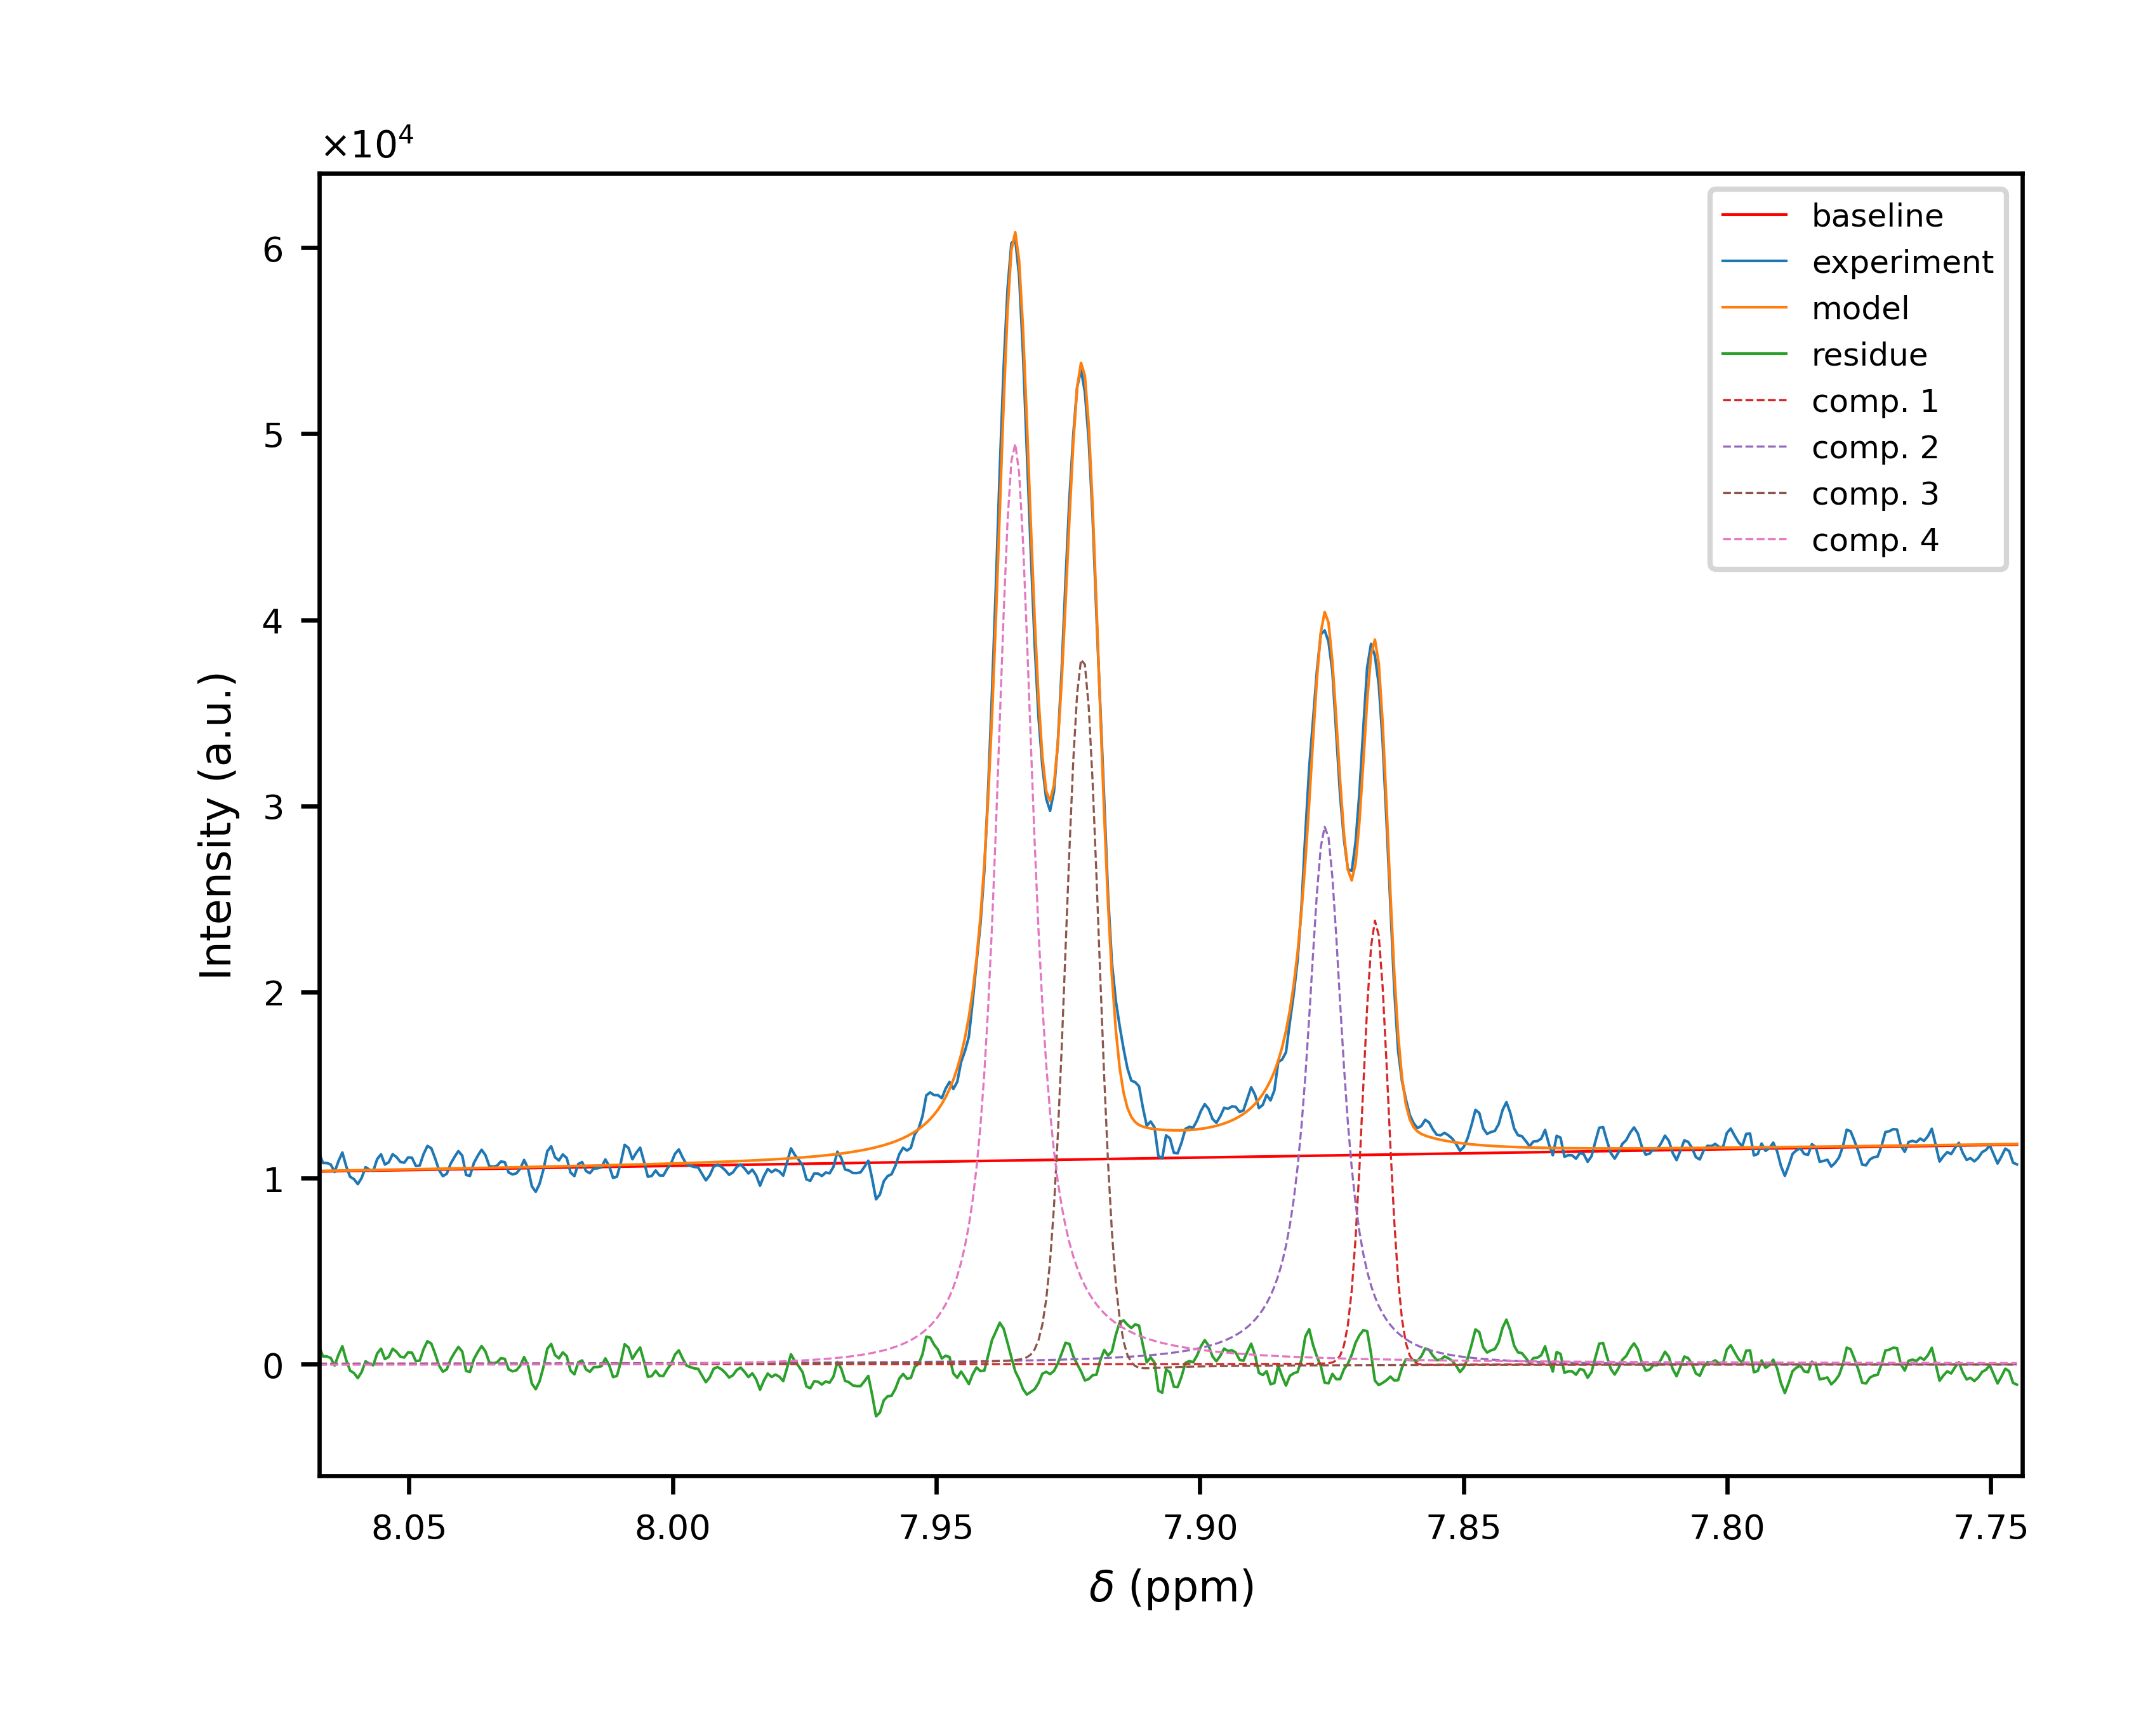 ×10⁴
Intensity (a.u.)
6
5
4
3
2
1
0
baseline
experiment
model
residue
comp. 1
comp. 2
comp. 3
comp. 4
8.05 8.00 7.95 7.90 7.85 7.80 7.75
δ (ppm)